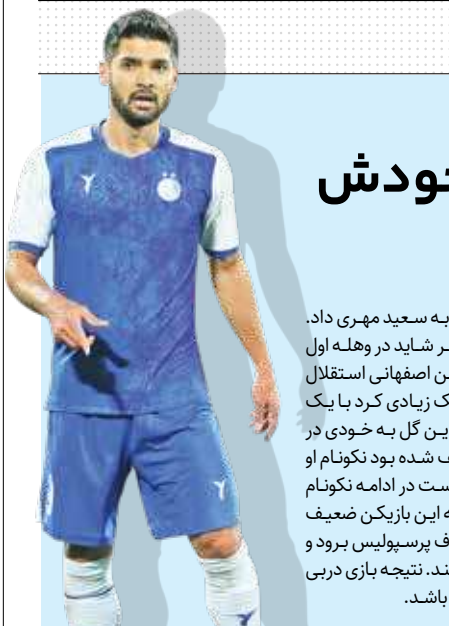 خودش
به سعید مهری داد.
ر شاید در وهله اول
ن اصفهانی استقلال
ک زیادی کرد با یک
ین گل به خودی در
ف شده بود نکونام او
ست در ادامه نکونام
ه این بازیکن ضعیف
ف پرسپولیس برود و
ند. نتیجه بازی دربی
باشد.